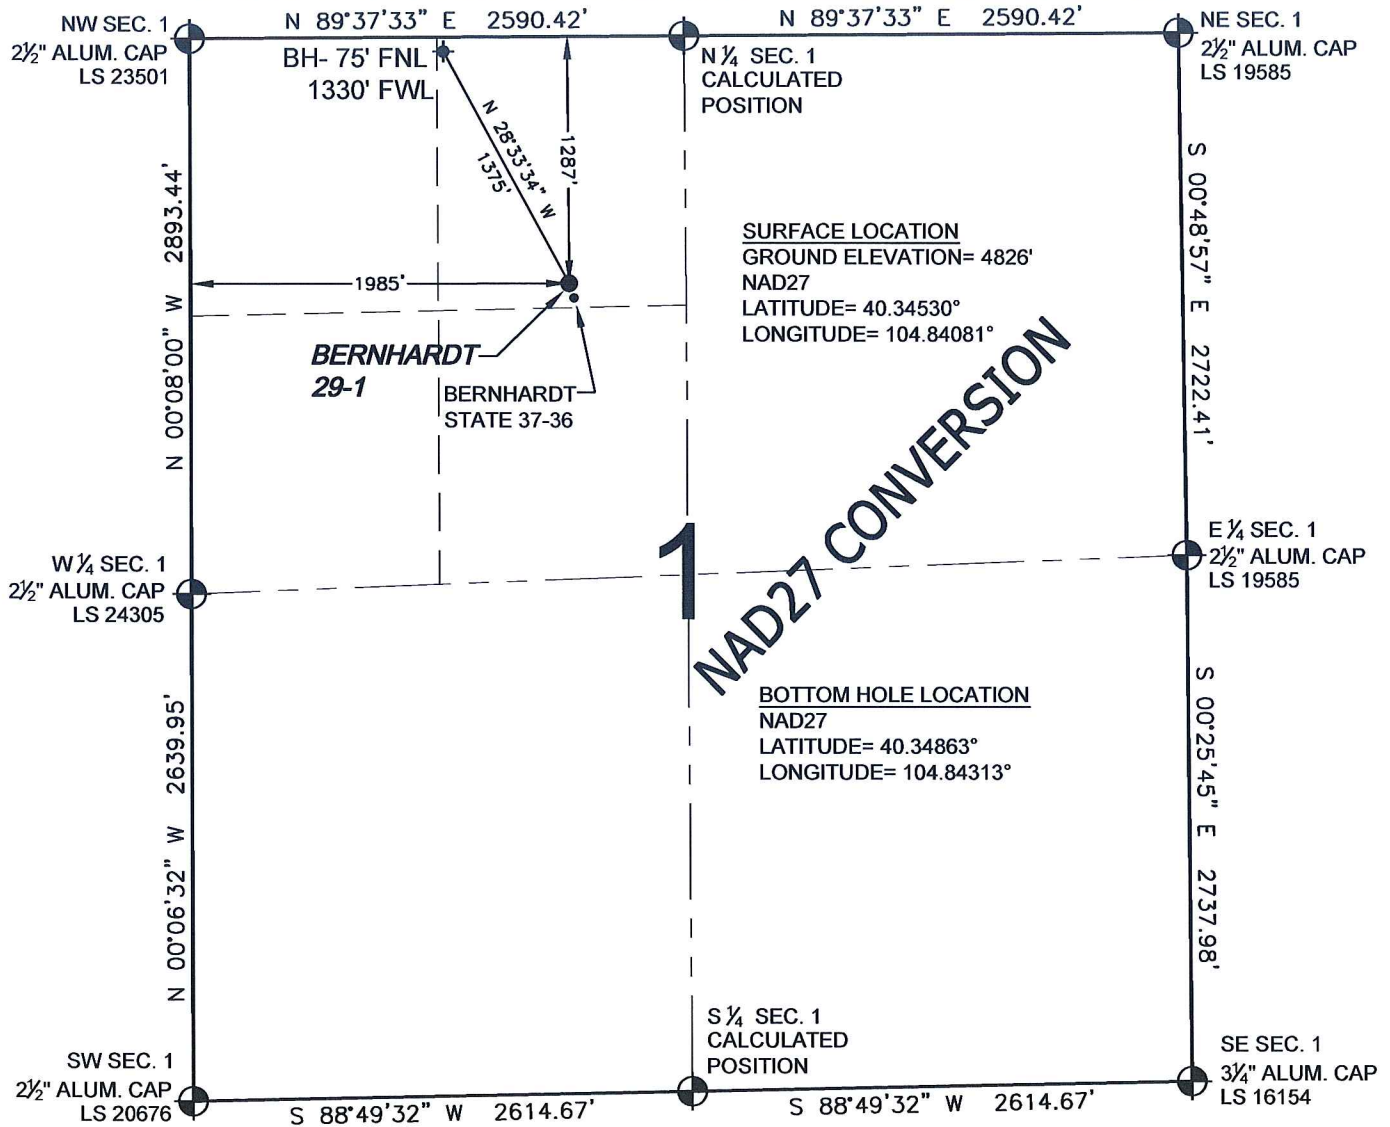 NW SEC. 1
2½" ALUM. CAP
LS 23501
N 89°37'33" E 2590.42'
N 89°37'33" E 2590.42'
NE SEC. 1
2½" ALUM. CAP
LS 19585
BH- 75' FNL
1330' FWL
N ¼ SEC. 1
CALCULATED
POSITION
N 28°33'34" W
1375'
1287'
1985'
N 00°08'00" W 2893.44'
S 00°48'57" E 2722.41'
SURFACE LOCATION
GROUND ELEVATION= 4826'
NAD27
LATITUDE= 40.34530°
LONGITUDE= 104.84081°
BERNHARDT
29-1
BERNHARDT
STATE 37-36
NAD27 CONVERSION
1
W ¼ SEC. 1
2½" ALUM. CAP
LS 24305
E ¼ SEC. 1
2½" ALUM. CAP
LS 19585
BOTTOM HOLE LOCATION
NAD27
LATITUDE= 40.34863°
LONGITUDE= 104.84313°
N 00°06'32" W 2639.95'
S 00°25'45" E 2737.98'
SW SEC. 1
2½" ALUM. CAP
LS 20676
S ¼ SEC. 1
CALCULATED
POSITION
SE SEC. 1
3¼" ALUM. CAP
LS 16154
S 88°49'32" W 2614.67'
S 88°49'32" W 2614.67'